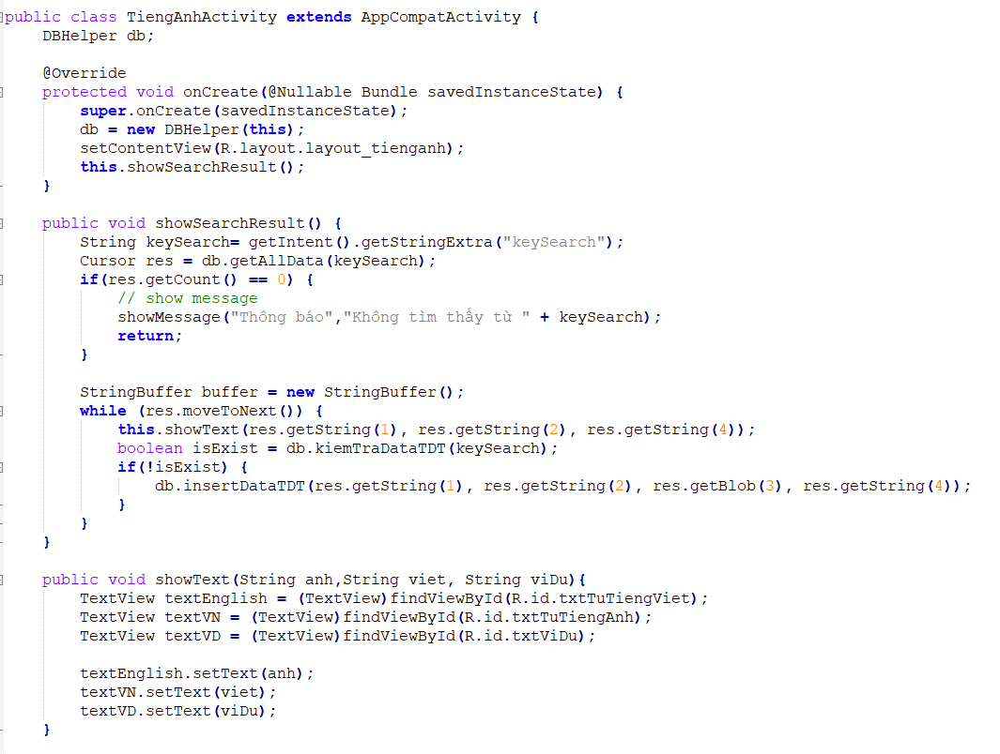 public class TiengAnhActivity extends AppCompatActivity {
    DBHelper db;

    @Override
    protected void onCreate(@Nullable Bundle savedInstanceState) {
        super.onCreate(savedInstanceState);
        db = new DBHelper(this);
        setContentView(R.layout.layout_tienganh);
        this.showSearchResult();
    }

    public void showSearchResult() {
        String keySearch= getIntent().getStringExtra("keySearch");
        Cursor res = db.getAllData(keySearch);
        if(res.getCount() == 0) {
            // show message
            showMessage("Thông báo","Không tìm thấy từ " + keySearch);
            return;
        }

        StringBuffer buffer = new StringBuffer();
        while (res.moveToNext()) {
            this.showText(res.getString(1), res.getString(2), res.getString(4));
            boolean isExist = db.kiemTraDataTDT(keySearch);
            if(!isExist) {
                db.insertDataTDT(res.getString(1), res.getString(2), res.getBlob(3), res.getString(4));
            }
        }
    }

    public void showText(String anh,String viet, String viDu){
        TextView textEnglish = (TextView)findViewById(R.id.txtTuTiengViet);
        TextView textVN = (TextView)findViewById(R.id.txtTuTiengAnh);
        TextView textVD = (TextView)findViewById(R.id.txtViDu);

        textEnglish.setText(anh);
        textVN.setText(viet);
        textVD.setText(viDu);
    }